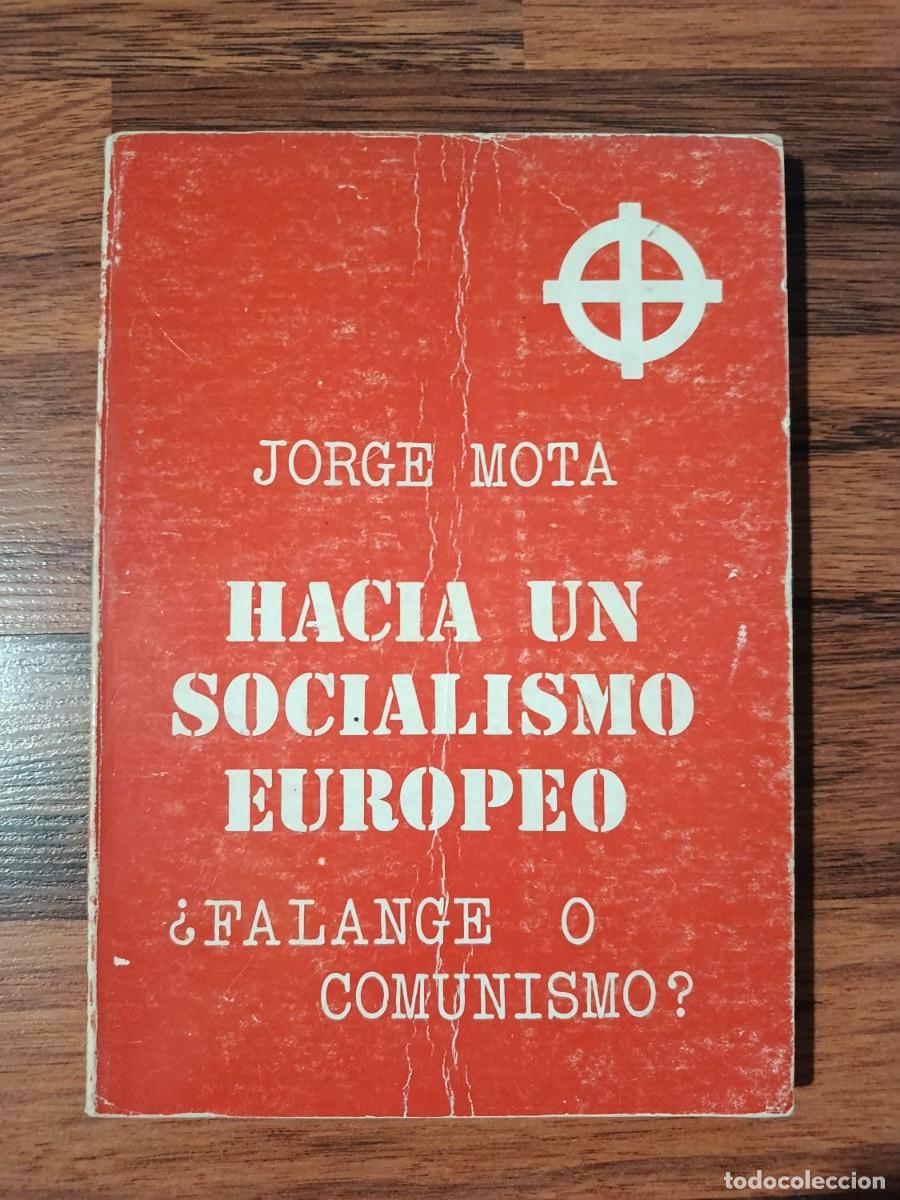 JORGE MOTA
HACIA UN
SOCIALISMO
EUROPEO
¿FALANGE O
COMUNISMO?
todocoleccion